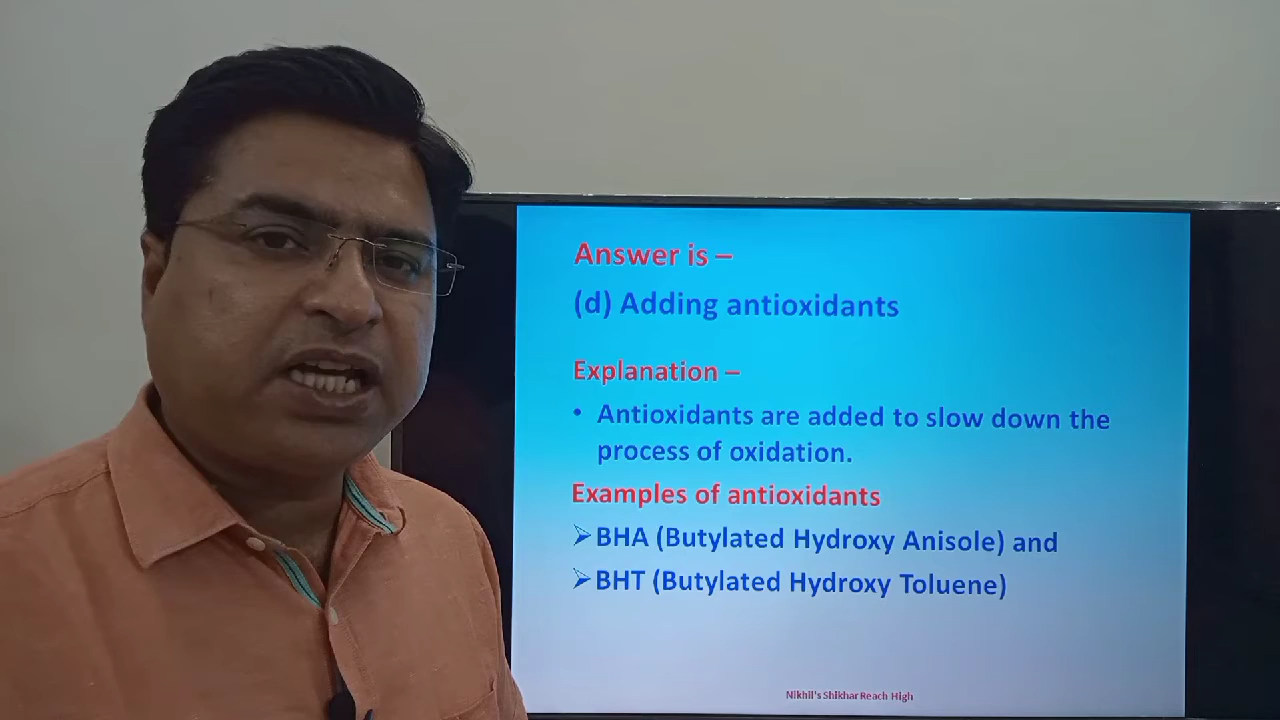 Answer is –
(d) Adding antioxidants
Explanation –
• Antioxidants are added to slow down the
process of oxidation.
Examples of antioxidants
➢ BHA (Butylated Hydroxy Anisole) and
➢ BHT (Butylated Hydroxy Toluene)
Nikhil's Shikhar Reach High